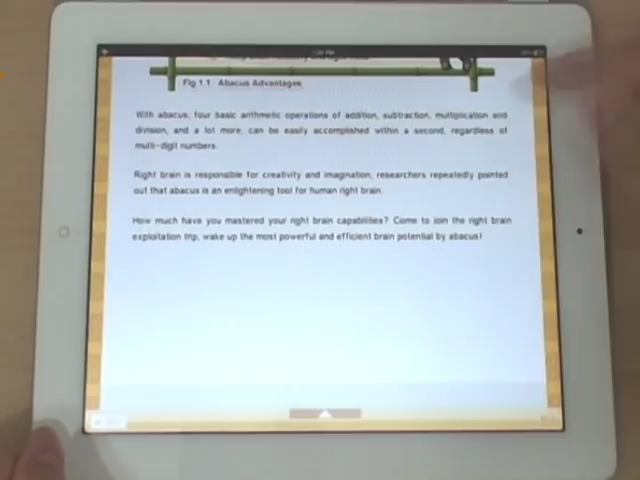 Fig 1.1 Abacus Advantages
With abacus, four basic arithmetic operations of addition, subtraction, multiplication and
division, and a lot more, can be easily accomplished within a second, regardless of
multi-digit numbers.
Right brain is responsible for creativity and imagination, researchers repeatedly pointed
out that abacus is an enlightening tool for human right brain.
How much have you mastered your right brain capabilities? Come to join the right brain
exploitation trip, wake up the most powerful and efficient brain potential by abacus!